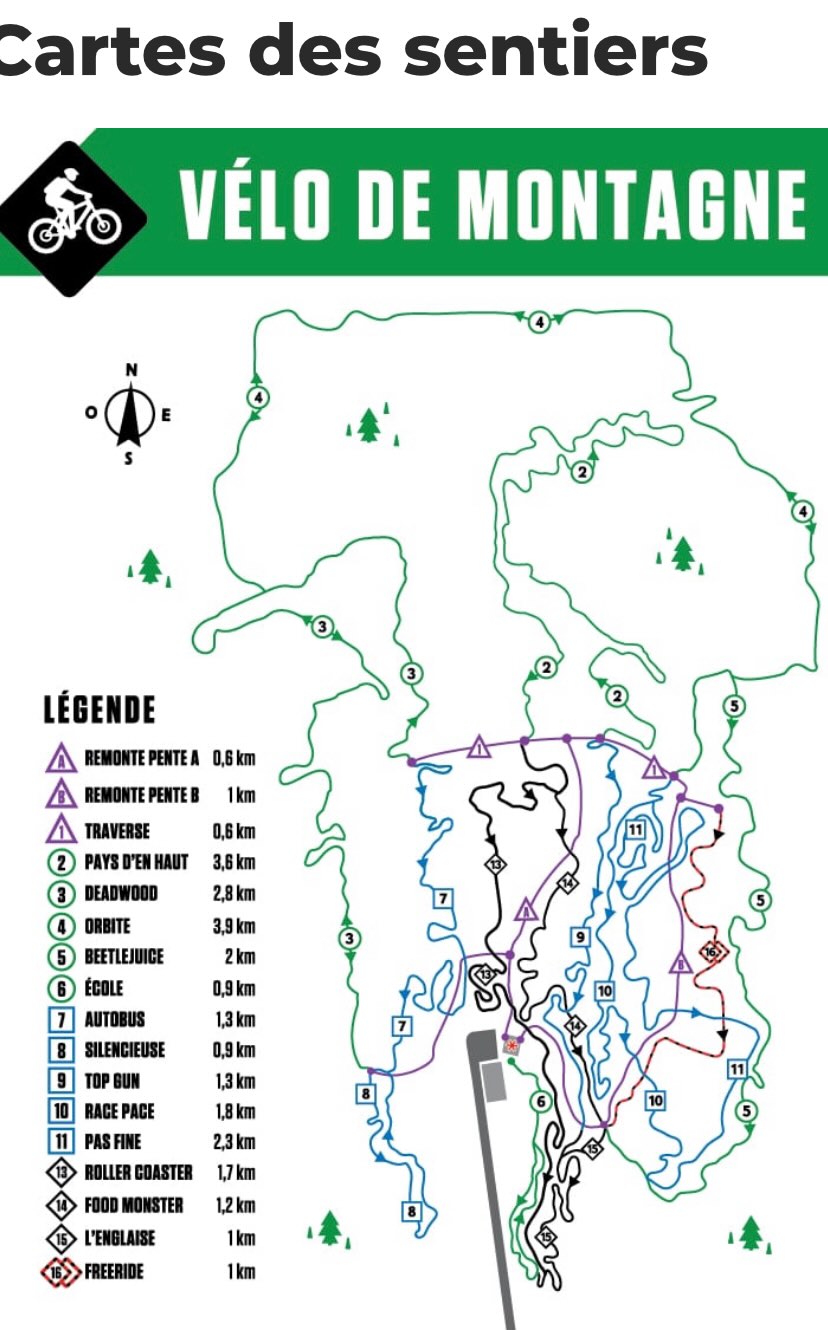 Cartes des sentiers
VÉLO DE MONTAGNE
4
N
4
O E
S
2
4
3
3
2
2
5
LÉGENDE
1
1
A REMONTE PENTE A 0,6 km
B REMONTE PENTE B 1 km
1 TRAVERSE 0,6 km
2 PAYS D'EN HAUT 3,6 km
3 DEADWOOD 2,8 km
4 ORBITE 3,9 km
5 BEETLEJUICE 2 km
6 ÉCOLE 0,9 km
7 AUTOBUS 1,3 km
8 SILENCIEUSE 0,9 km
9 TOP GUN 1,3 km
10 RACE PACE 1,8 km
11 PAS FINE 2,3 km
13 ROLLER COASTER 1,7 km
14 FOOD MONSTER 1,2 km
15 L'ENGLAISE 1 km
16 FREERIDE 1 km
11
13
14
7
5
A
3
9
16
B
13
10
7
14
11
8
6
10
5
15
8
15